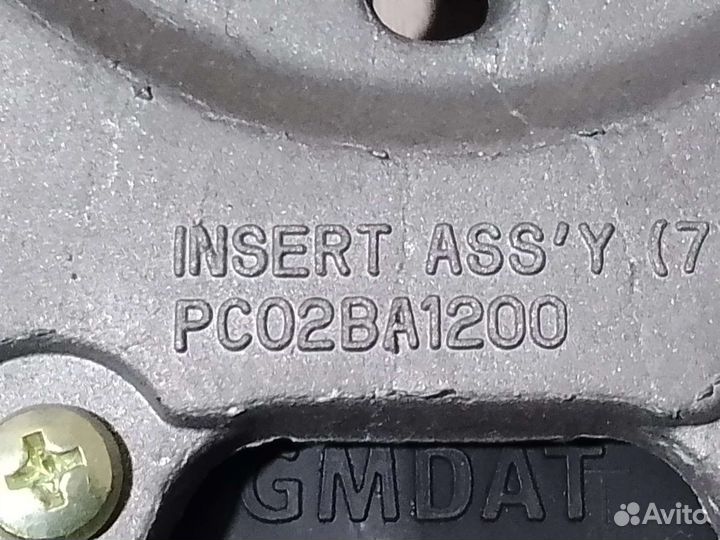 INSERT ASS'Y (7
PC02BA1200
GMDAT
Avito